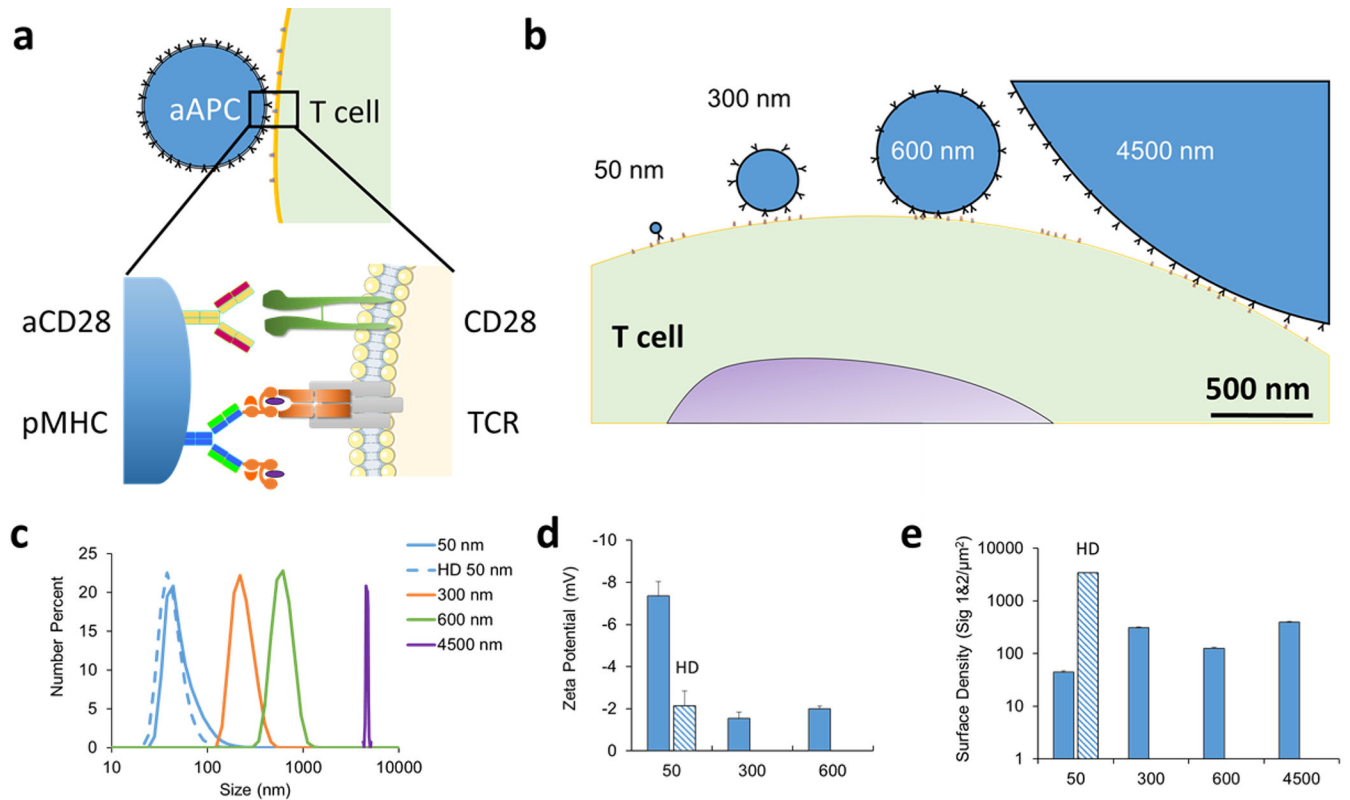 a
aAPC
T cell
aCD28
CD28
pMHC
TCR
b
50 nm
300 nm
600 nm
4500 nm
T cell
500 nm
c
Number Percent
25
20
15
10
5
0
10
100
1000
10000
Size (nm)
50 nm
HD 50 nm
300 nm
600 nm
4500 nm
d
Zeta Potential (mV)
-10
-8
-6
-4
-2
0
HD
50
300
600
e
Surface Density (Sig 1&2/μm²)
10000
1000
100
10
1
HD
50
300
600
4500